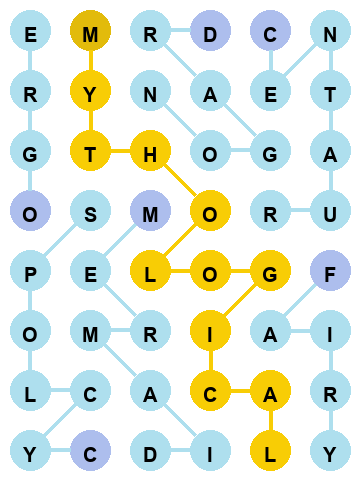 E M R D C N
R Y N A E T
G T H O G A
O S M O R U
P E L O G F
O M R I A I
L C A C A R
Y C D I L Y